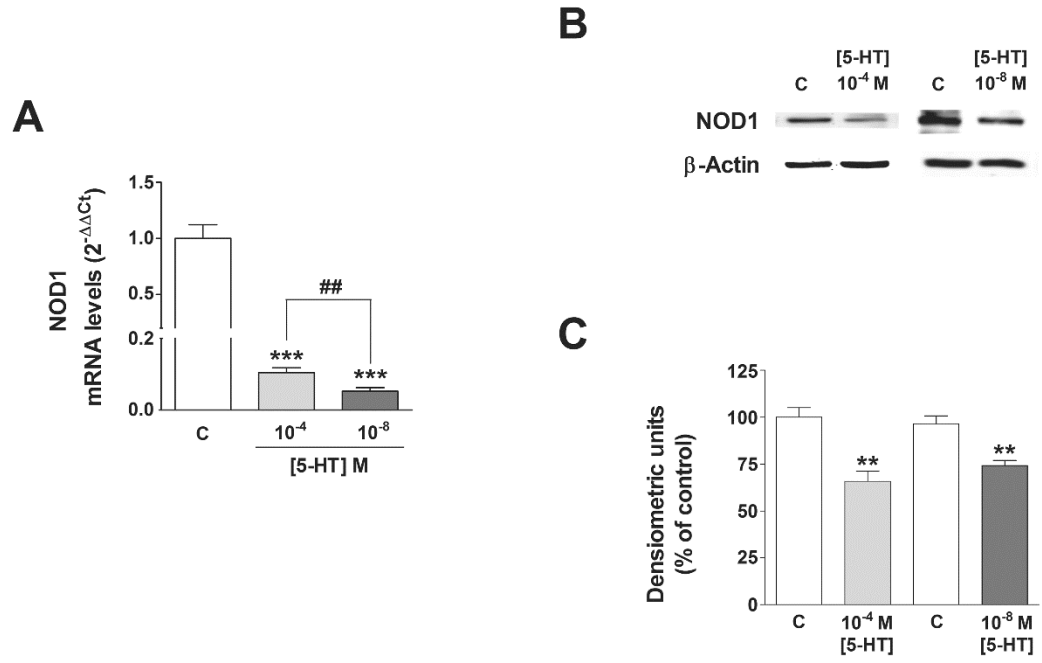 A
NOD1
mRNA levels (2-ΔΔCt)
1.5
1.0
0.5
0.2
0.0
##
***
***
C
10-4
10-8
[5-HT] M
B
[5-HT]
[5-HT]
C
10-4 M
C
10-8 M
NOD1
β-Actin
C
Densiometric units
(% of control)
125
100
75
50
25
0
**
**
C
10-4 M
[5-HT]
C
10-8 M
[5-HT]